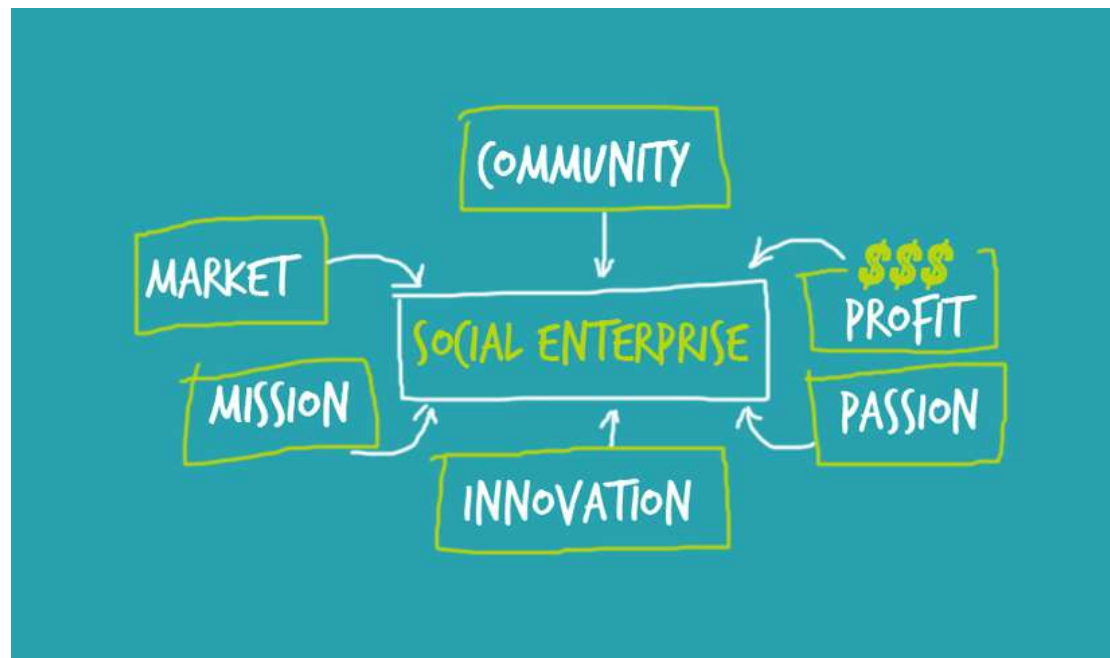 COMMUNITY
MARKET
$$$
PROFIT
SOCIAL ENTERPRISE
MISSION
PASSION
INNOVATION